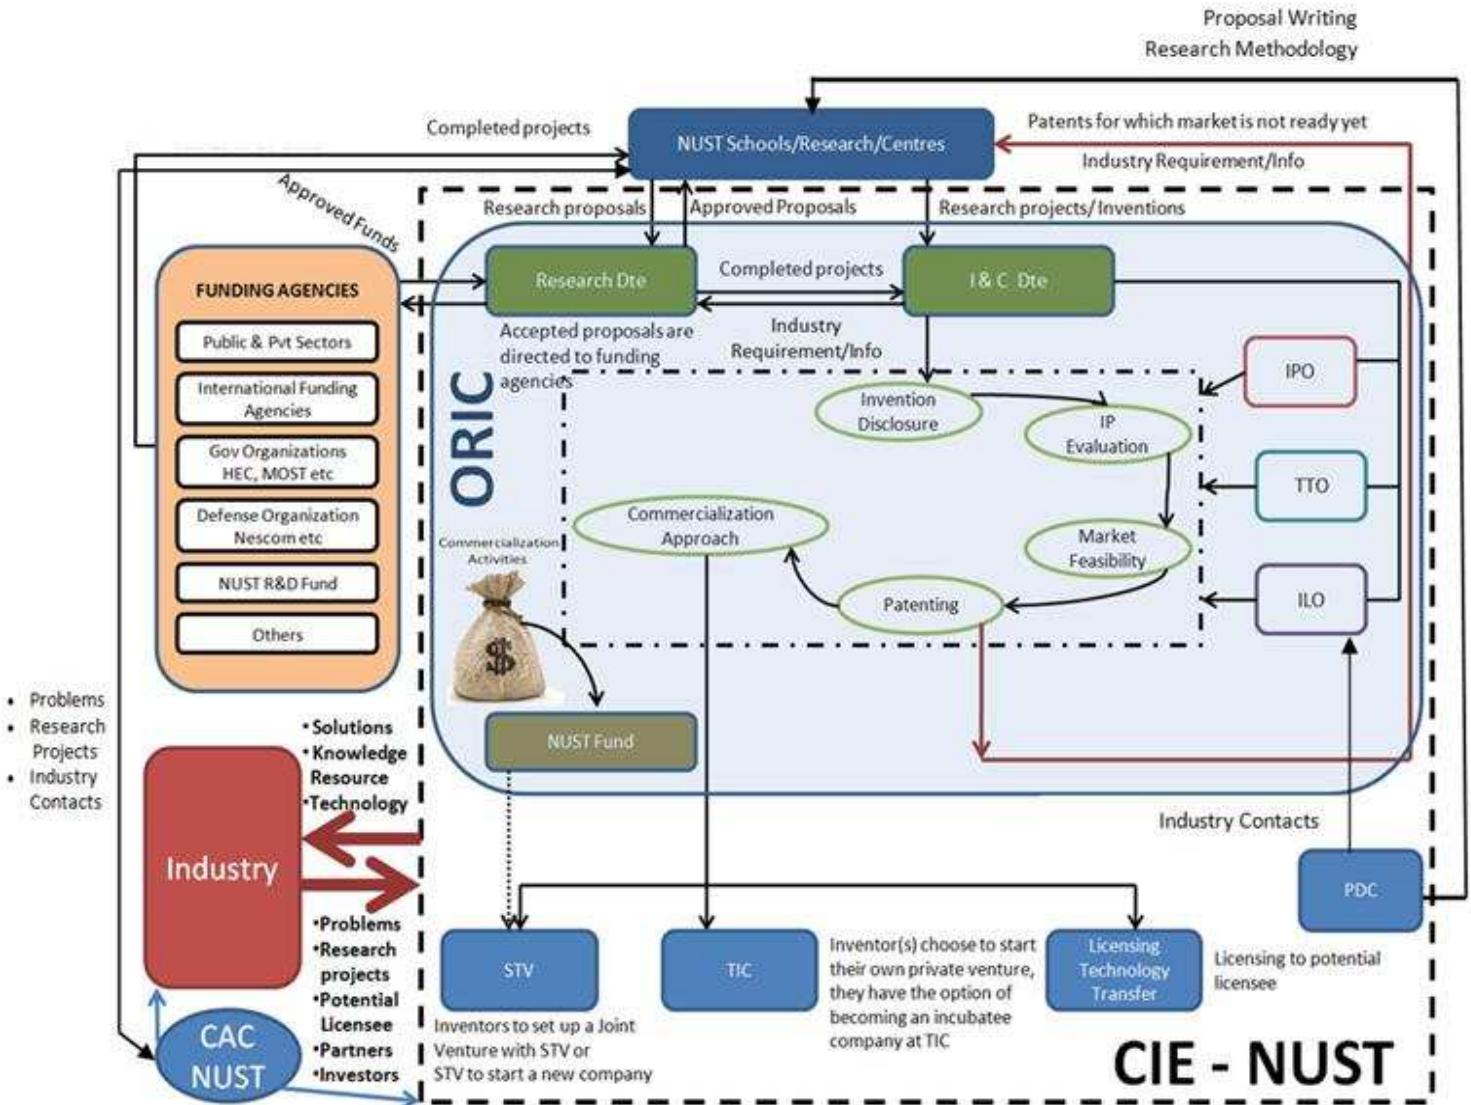 Proposal Writing
Research Methodology
Completed projects
NUST Schools/Research/Centres
Patents for which market is not ready yet
Industry Requirement/Info
Approved Funds
Research proposals
Approved Proposals
Research projects/ Inventions
FUNDING AGENCIES
Public & Pvt Sectors
International Funding
Agencies
Gov Organizations
HEC, MOST etc
Defense Organization
Nescom etc
NUST R&D Fund
Others
Research Dte
Completed projects
I & C Dte
Accepted proposals are
directed to funding
agencies
Industry
Requirement/Info
ORIC
Invention
Disclosure
IP
Evaluation
Market
Feasibility
Patenting
Commercialization
Approach
IPO
TTO
ILO
Commercialization
Activities
$
NUST Fund
• Problems
• Research
Projects
• Industry
Contacts
•Solutions
•Knowledge
Resource
•Technology
Industry
•Problems
•Research
projects
•Potential
Licensee
•Partners
•Investors
CAC
NUST
Industry Contacts
PDC
STV
Inventors to set up a Joint
Venture with STV or
STV to start a new company
TIC
Inventor(s) choose to start
their own private venture,
they have the option of
becoming an incubatee
company at TIC
Licensing
Technology
Transfer
Licensing to potential
licensee
CIE - NUST